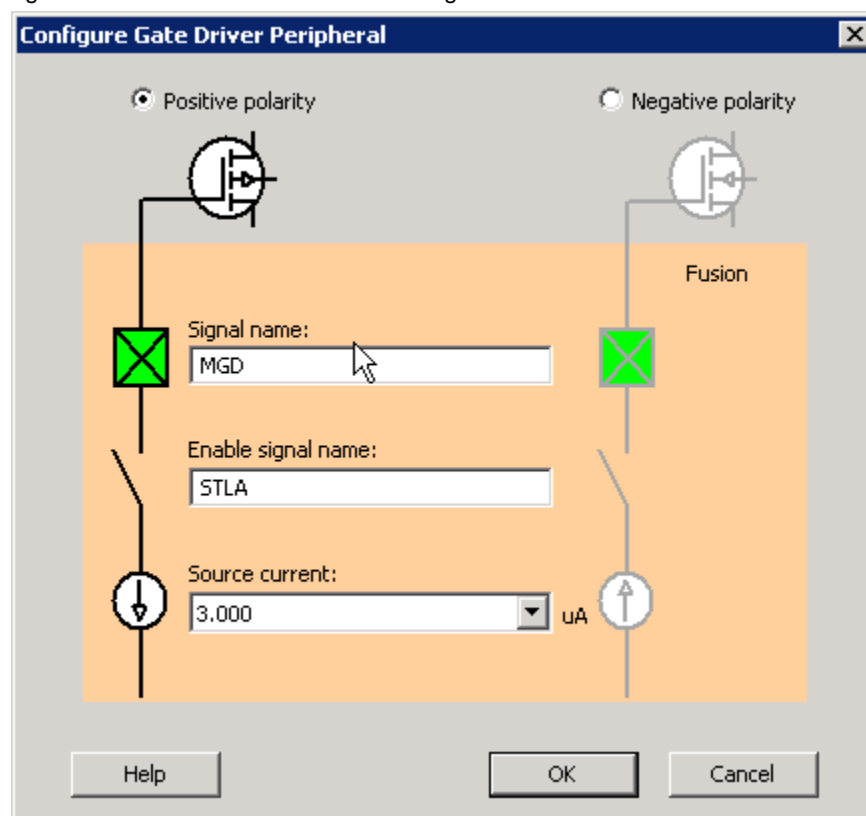 Configure Gate Driver Peripheral
Positive polarity
Negative polarity
Fusion
Signal name:
MGD
Enable signal name:
STLA
Source current:
3.000
uA
Help
OK
Cancel